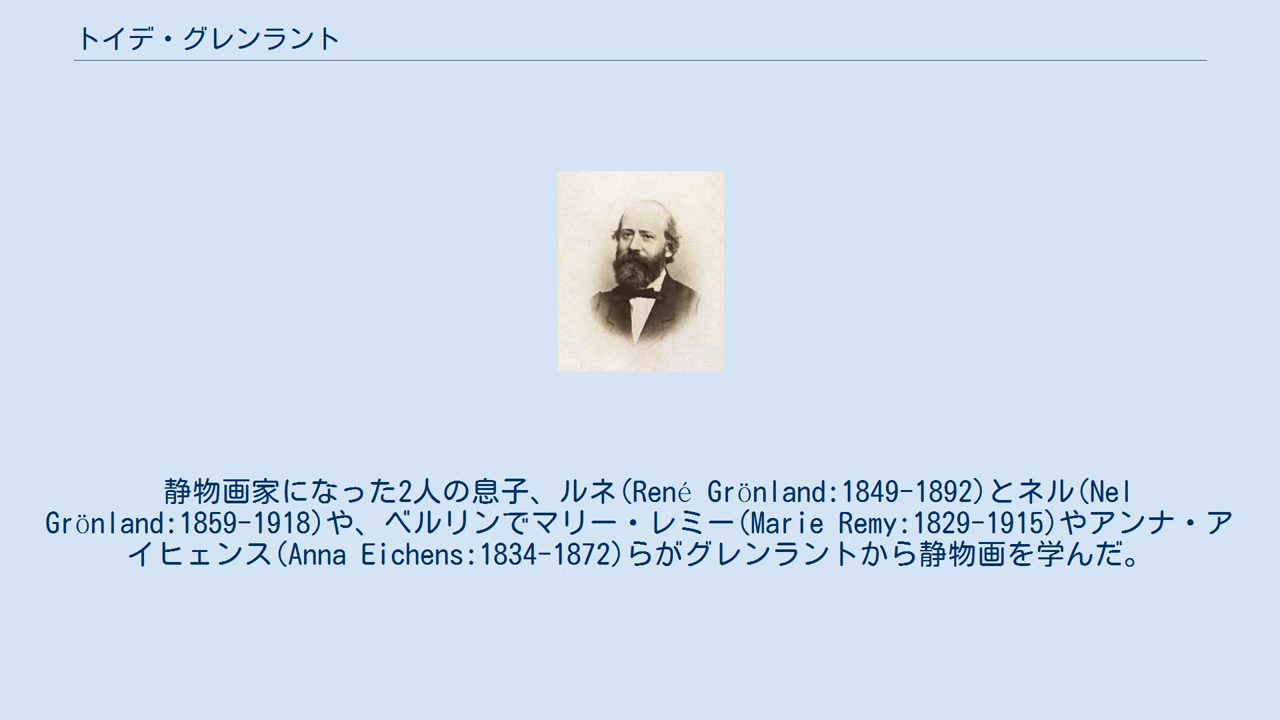 トイデ・グレンラント
静物画家になった2人の息子、ルネ(René Grönland:1849-1892)とネル(Nel
Grönland:1859-1918)や、ベルリンでマリー・レミー(Marie Remy:1829-1915)やアンナ・ア
イヒェンス(Anna Eichens:1834-1872)らがグレンラントから静物画を学んだ。